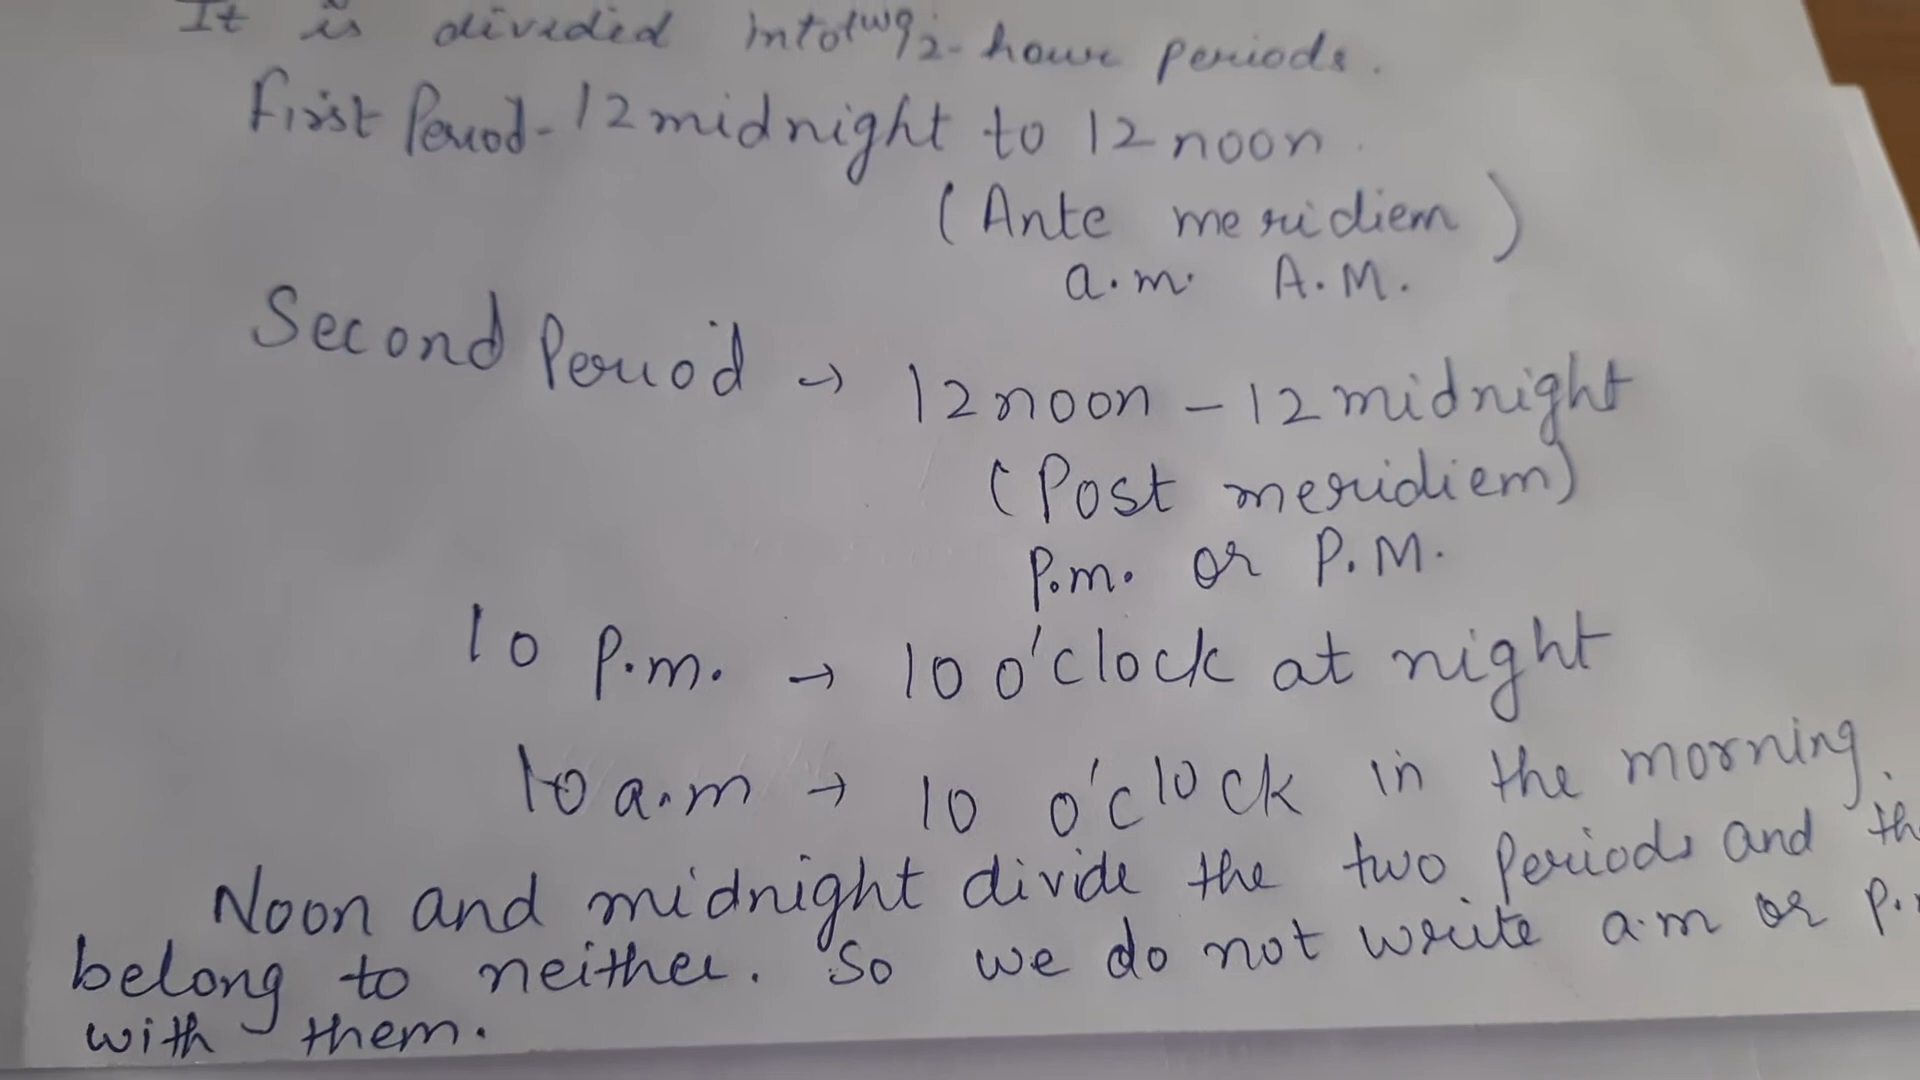 It is divided into two 12-hour periods.
First Period - 12 midnight to 12 noon.
(Ante meridiem)
a.m. A.M.
Second Period → 12 noon - 12 midnight
(Post meridiem)
P.m. or P.M.
10 P.m. → 10 o'clock at night
10 a.m → 10 o'clock in the morning.
Noon and midnight divide the two Periods and
belong to neither. So we do not write a.m or
with them.